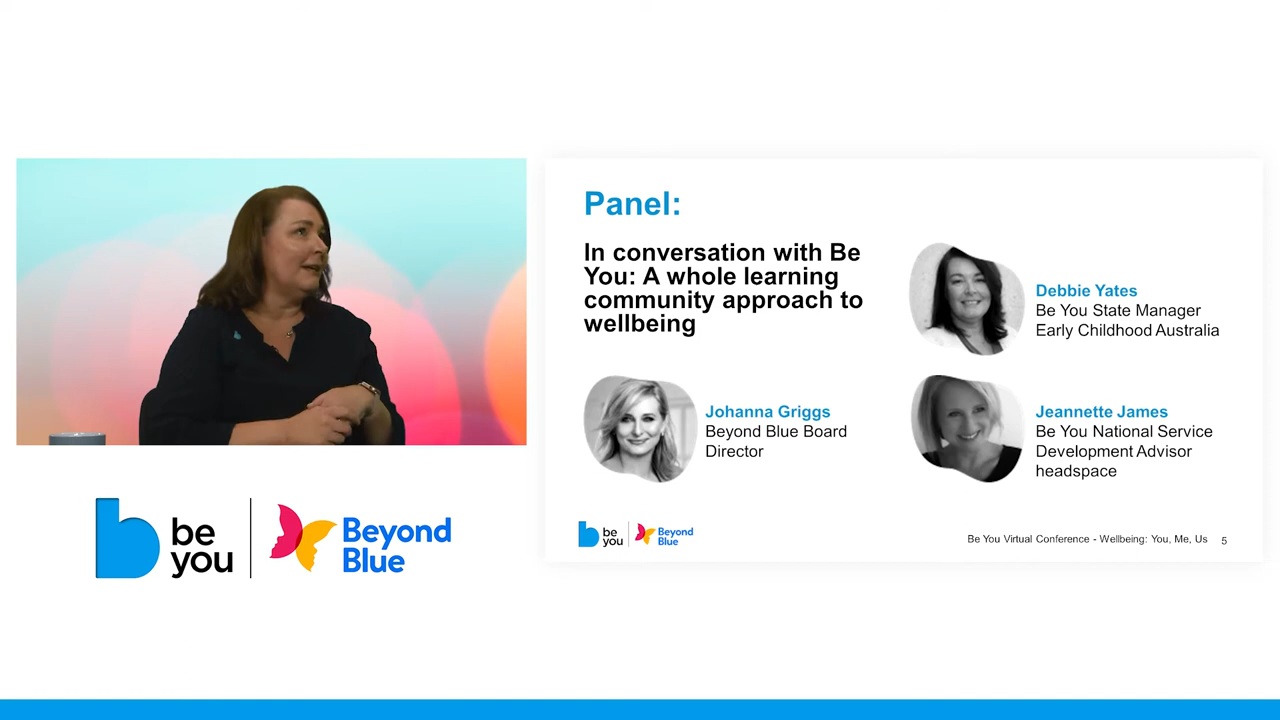 be
you
Beyond
Blue
Panel:
In conversation with Be
You: A whole learning
community approach to
wellbeing
Debbie Yates
Be You State Manager
Early Childhood Australia
Johanna Griggs
Beyond Blue Board
Director
Jeannette James
Be You National Service
Development Advisor
headspace
be
you
Beyond
Blue
Be You Virtual Conference - Wellbeing: You, Me, Us
5